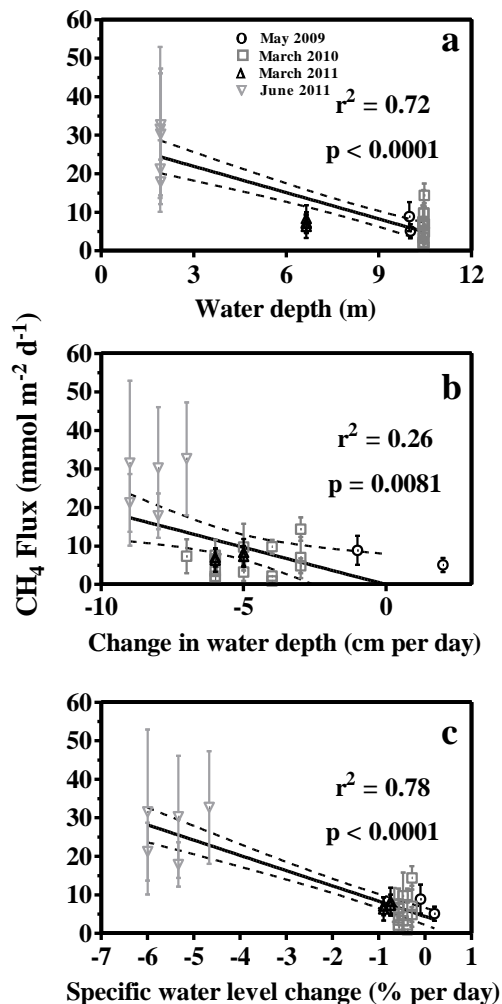 a
May 2009
March 2010
March 2011
June 2011
r² = 0.72
p < 0.0001
60
50
40
30
20
10
0
0 3 6 9 12
Water depth (m)
CH₄ Flux (mmol m⁻² d⁻¹)
b
r² = 0.26
p = 0.0081
60
50
40
30
20
10
0
-10 -5 0
Change in water depth (cm per day)
c
r² = 0.78
p < 0.0001
60
50
40
30
20
10
0
-7 -6 -5 -4 -3 -2 -1 0 1
Specific water level change (% per day)